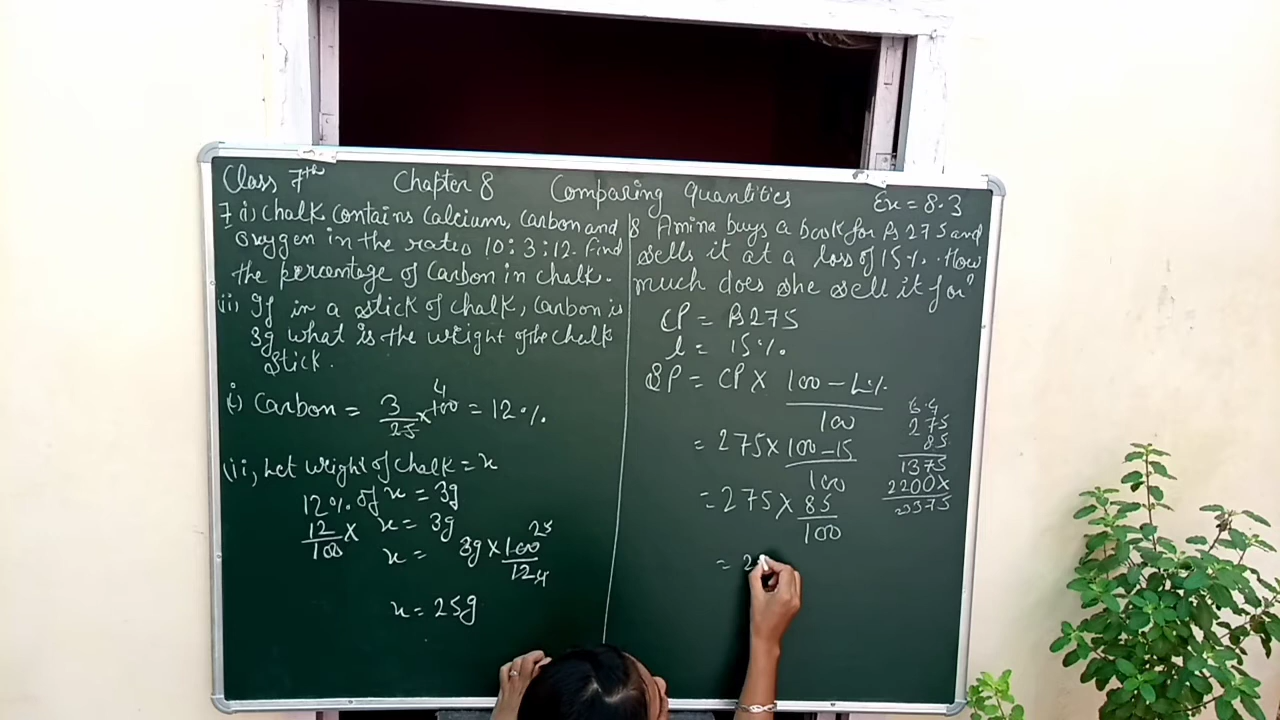 Class 7th Chapter 8 Comparing Quantities Ex = 8.3
7 i) Chalk contains Calcium, Carbon and
oxygen in the ratio 10:3:12. Find
the percentage of Carbon in chalk.
ii) If in a stick of chalk, Carbon is
3g what is the weight of the chalk
stick.
i) Carbon = 3/25 × 100 4 = 12%
(ii) Let weight of chalk = x
12% of x = 3g
12/100 × x = 3g
x = 3g × 100 25/12 4
x = 25g
8 Amina buys a book for ₨ 275 and
sells it at a loss of 15%. How
much does she sell it for?
CP = ₨ 275
l = 15%
SP = CP × 100 - L%/100
= 275 × 100 - 15/100
= 275 × 85/100
= 2
275
85
1375
2200×
23375